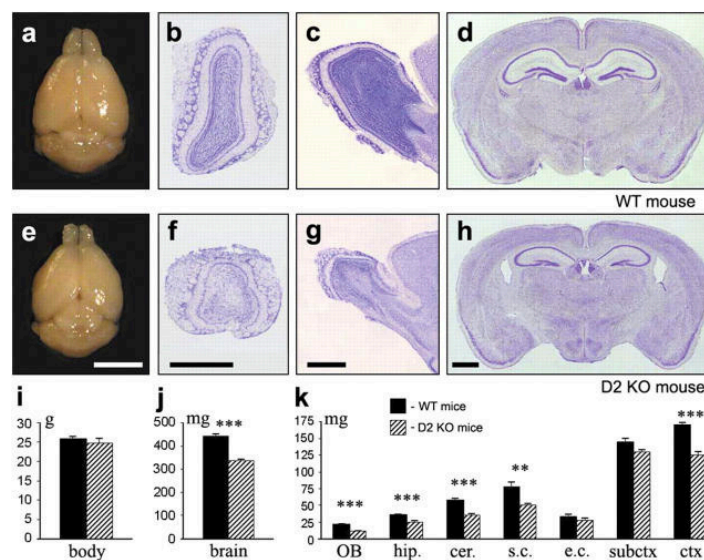 a
b
c
d
WT mouse
e
f
g
h
D2 KO mouse
i
g
30
25
20
15
10
5
0
body
j
mg
***
500
400
300
200
100
0
brain
k
mg
- WT mice
- D2 KO mice
175
150
125
100
75
50
25
0
*** *** *** ** ***
OB hip. cer. s.c. e.c. subctx ctx